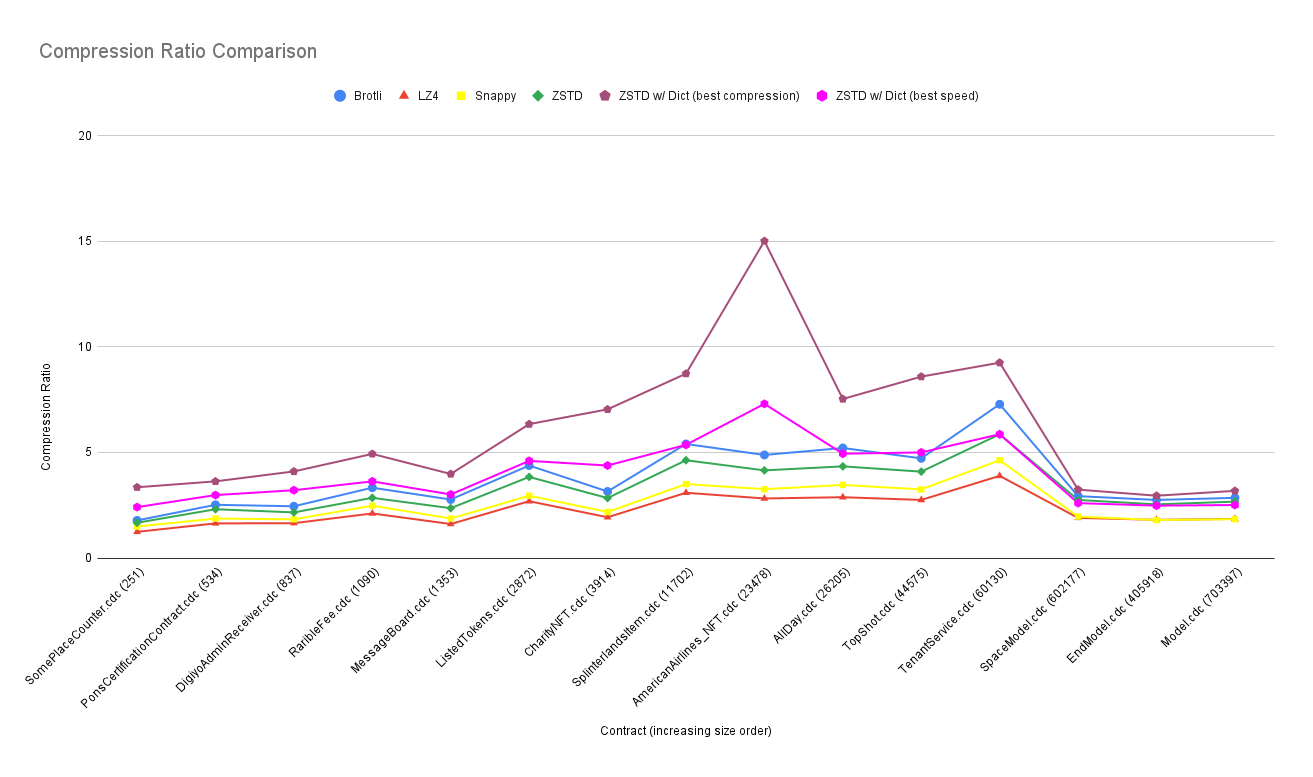 Compression Ratio Comparison
Brotli LZ4 Snappy ZSTD ZSTD w/ Dict (best compression) ZSTD w/ Dict (best speed)
20
15
10
5
0
Compression Ratio
SomePlaceCounter.cdc (251)
PonsCertificationContract.cdc (534)
DigiyoAdminReceiver.cdc (837)
RaribleFee.cdc (1090)
MessageBoard.cdc (1353)
ListedTokens.cdc (2872)
CharityNFT.cdc (3914)
SplinterlandsItem.cdc (11702)
AmericanAirlines_NFT.cdc (23478)
AllDay.cdc (26205)
TopShot.cdc (44575)
TenantService.cdc (60130)
SpaceModel.cdc (602177)
EndModel.cdc (405918)
Model.cdc (703397)
Contract (increasing size order)